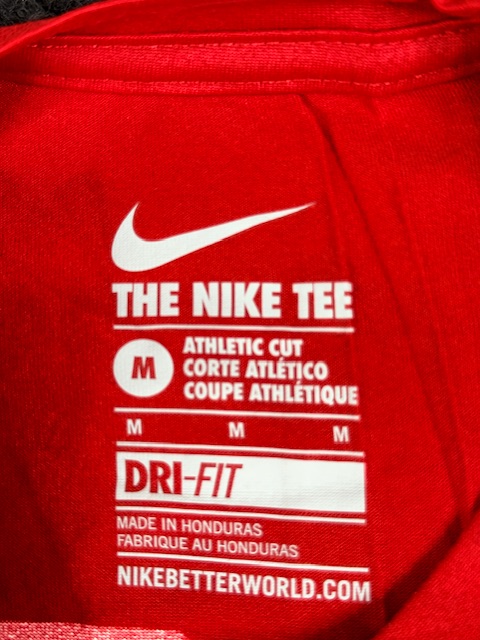 THE NIKE TEE
M
ATHLETIC CUT
CORTE ATLÉTICO
COUPE ATHLÉTIQUE
M M M
DRI-FIT
MADE IN HONDURAS
FABRIQUE AU HONDURAS
NIKEBETTERWORLD.COM